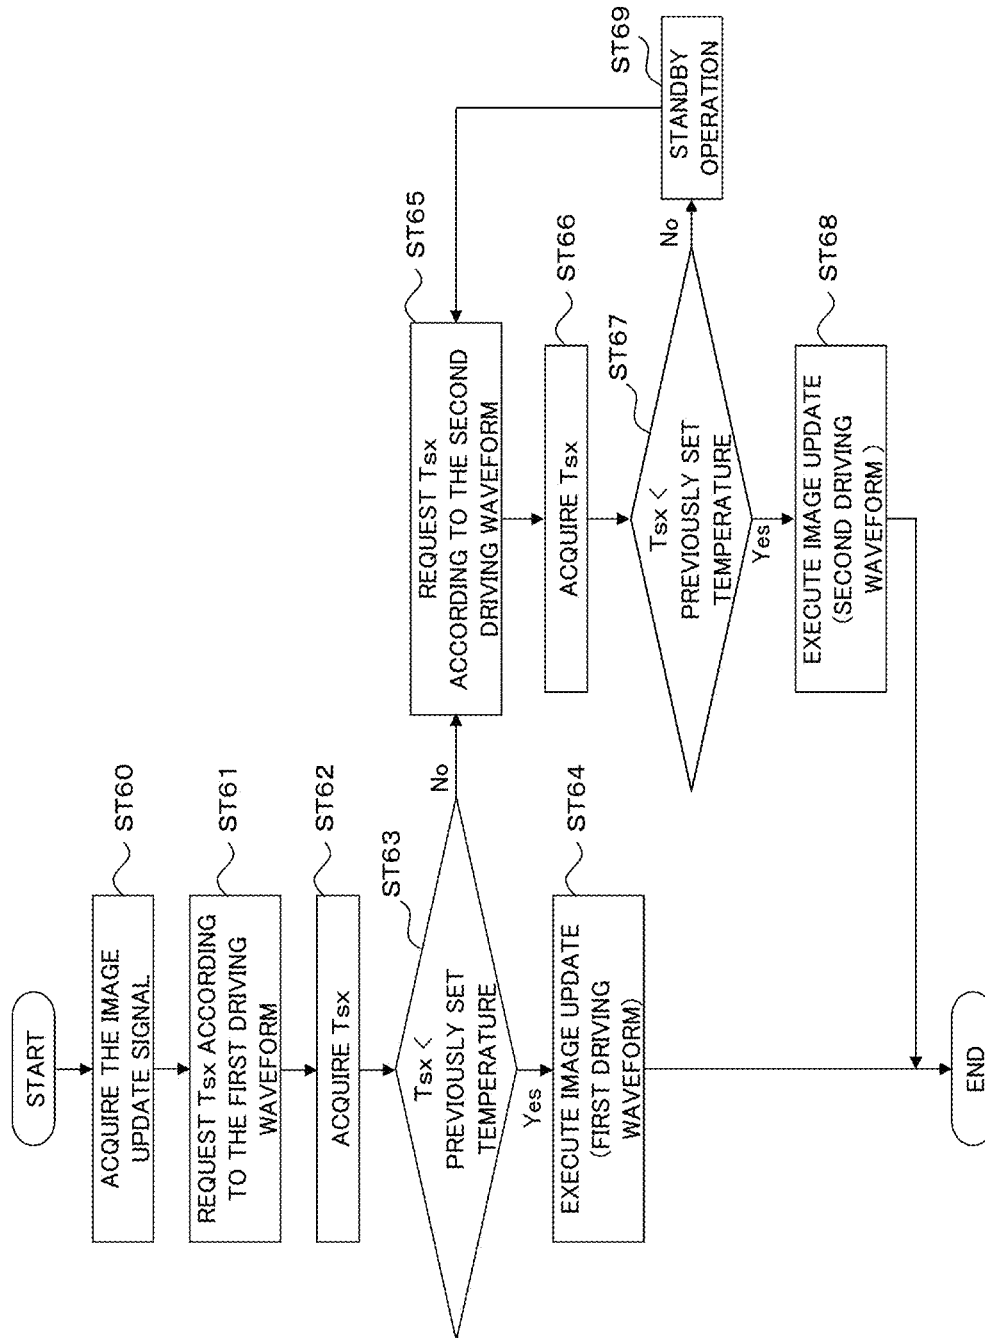 START
ACQUIRE THE IMAGE
UPDATE SIGNAL
ST60
REQUEST Tsx ACCORDING
TO THE FIRST DRIVING
WAVEFORM
ST61
ACQUIRE Tsx
ST62
Tsx <
PREVIOUSLY SET
TEMPERATURE
ST63
No
Yes
EXECUTE IMAGE UPDATE
(FIRST DRIVING
WAVEFORM)
ST64
REQUEST Tsx
ACCORDING TO THE SECOND
DRIVING WAVEFORM
ST65
ACQUIRE Tsx
ST66
Tsx <
PREVIOUSLY SET
TEMPERATURE
ST67
No
Yes
EXECUTE IMAGE UPDATE
(SECOND DRIVING
WAVEFORM )
ST68
STANDBY
OPERATION
ST69
END